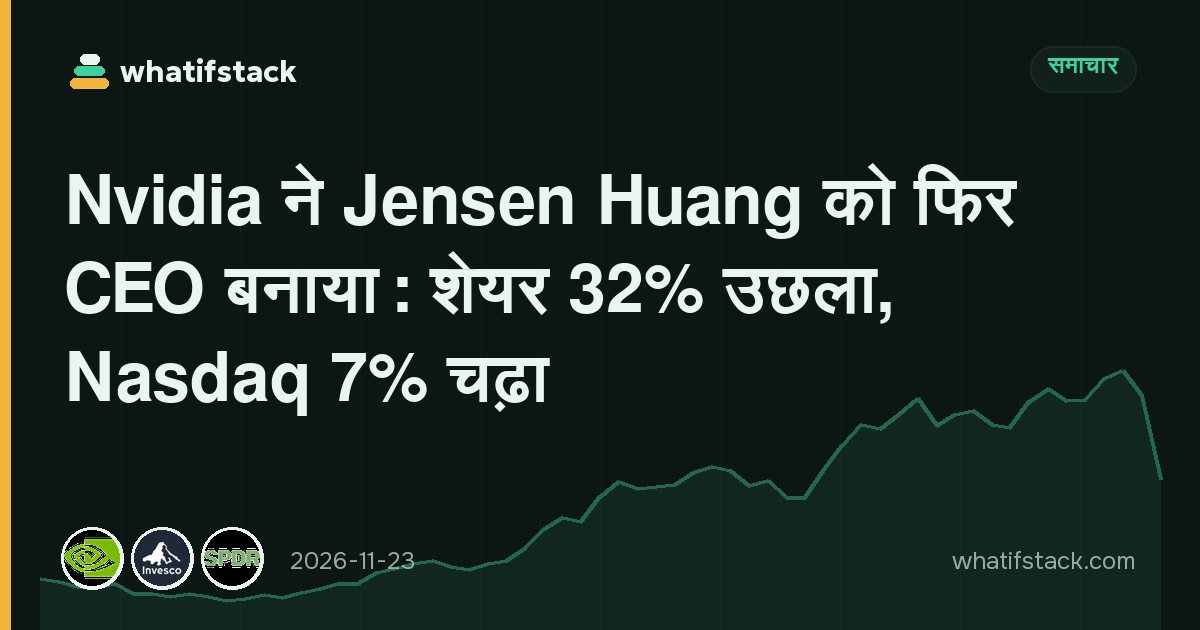 whatifstack
समाचार
Nvidia ने Jensen Huang को फिर
CEO बनाया : शेयर 32% उछला,
Nasdaq 7% चढ़ा
Invesco
SPDR
2026-11-23
whatifstack.com